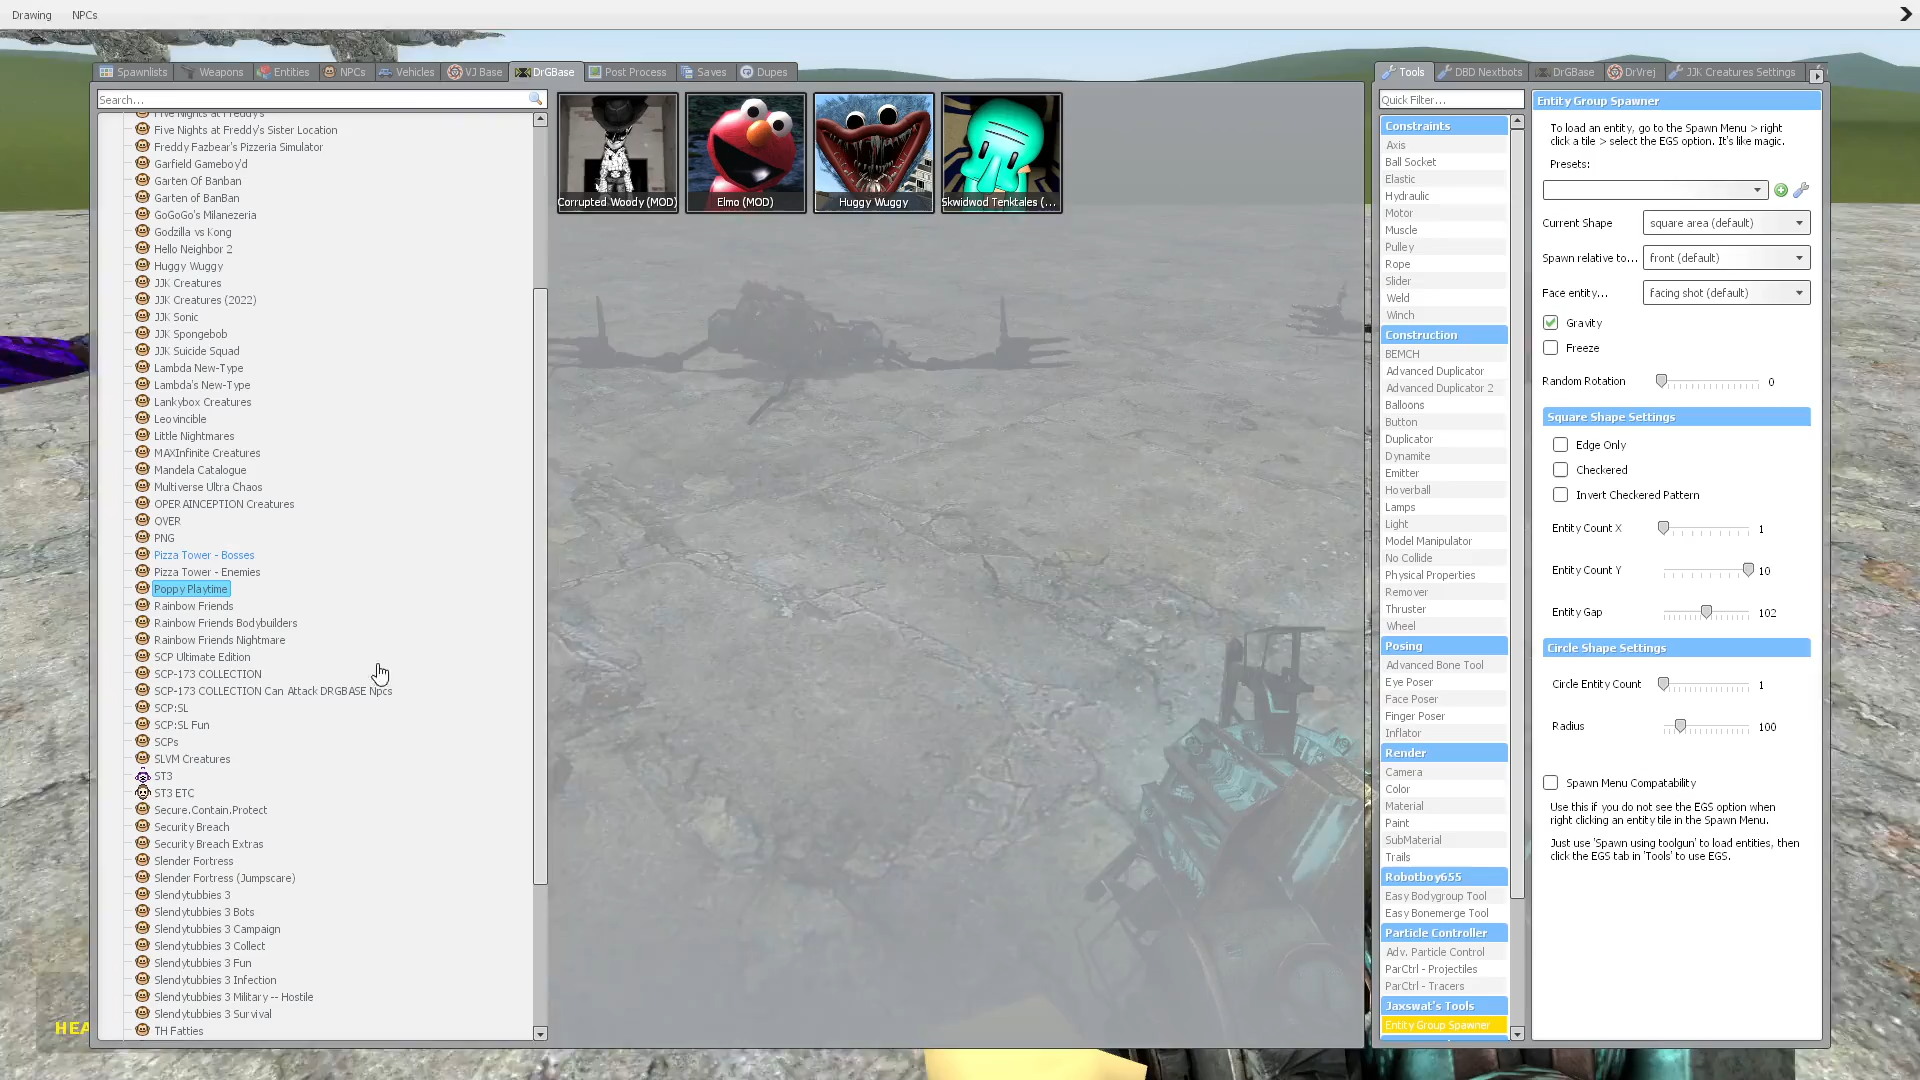 Drawing NPCs
Spawnlists Weapons Entities NPCs Vehicles VJ Base DrGBase Post Process Saves Dupes
Search...
Five Nights at Freddy's
Five Nights at Freddy's Sister Location
Freddy Fazbear's Pizzeria Simulator
Garfield Gameboy'd
Garten Of Banban
Garten of BanBan
GoGoGo's Milanezeria
Godzilla vs Kong
Hello Neighbor 2
Huggy Wuggy
JJK Creatures
JJK Creatures (2022)
JJK Sonic
JJK Spongebob
JJK Suicide Squad
Lambda New-Type
Lambda's New-Type
Lankybox Creatures
Leovincible
Little Nightmares
MAXInfinite Creatures
Mandela Catalogue
Multiverse Ultra Chaos
OPERAINCEPTION Creatures
OVER
PNG
Pizza Tower - Bosses
Pizza Tower - Enemies
Poppy Playtime
Rainbow Friends
Rainbow Friends Bodybuilders
Rainbow Friends Nightmare
SCP Ultimate Edition
SCP-173 COLLECTION
SCP-173 COLLECTION Can Attack DRGBASE Npcs
SCP:SL
SCP:SL Fun
SCPs
SLVM Creatures
ST3
ST3 ETC
Secure.Contain.Protect
Security Breach
Security Breach Extras
Slender Fortress
Slender Fortress (Jumpscare)
Slendytubbies 3
Slendytubbies 3 Bots
Slendytubbies 3 Campaign
Slendytubbies 3 Collect
Slendytubbies 3 Fun
Slendytubbies 3 Infection
Slendytubbies 3 Military -- Hostile
Slendytubbies 3 Survival
TH Fatties
HEA
Corrupted Woody (MOD) Elmo (MOD) Huggy Wuggy Skwidwod Tenktales (...
Tools DBD Nextbots DrGBase DrVrej JJK Creatures Settings
Quick Filter...
Constraints
Axis
Ball Socket
Elastic
Hydraulic
Motor
Muscle
Pulley
Rope
Slider
Weld
Winch
Construction
BEMCH
Advanced Duplicator
Advanced Duplicator 2
Balloons
Button
Duplicator
Dynamite
Emitter
Hoverball
Lamps
Light
Model Manipulator
No Collide
Physical Properties
Remover
Thruster
Wheel
Posing
Advanced Bone Tool
Eye Poser
Face Poser
Finger Poser
Inflator
Render
Camera
Color
Material
Paint
SubMaterial
Trails
Robotboy655
Easy Bodygroup Tool
Easy Bonemerge Tool
Particle Controller
Adv. Particle Control
ParCtrl - Projectiles
ParCtrl - Tracers
Jaxswat's Tools
Entity Group Spawner
Entity Group Spawner
To load an entity, go to the Spawn Menu > right
click a tile > select the EGS option. It's like magic.
Presets:
Current Shape square area (default)
Spawn relative to... front (default)
Face entity... facing shot (default)
Gravity
Freeze
Random Rotation 0
Square Shape Settings
Edge Only
Checkered
Invert Checkered Pattern
Entity Count X 1
Entity Count Y 10
Entity Gap 102
Circle Shape Settings
Circle Entity Count 1
Radius 100
Spawn Menu Compatability
Use this if you do not see the EGS option when
right clicking an entity tile in the Spawn Menu.
Just use 'Spawn using toolgun' to load entities, then
click the EGS tab in 'Tools' to use EGS.